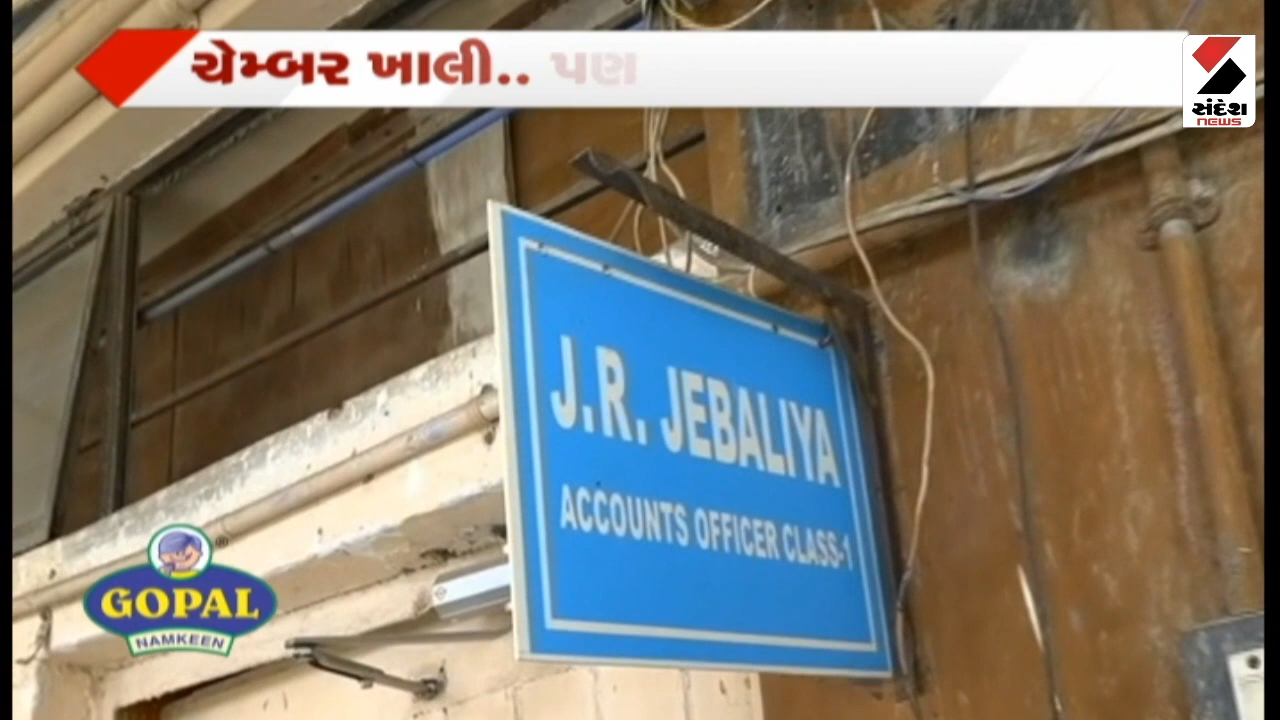 ચેમ્બર ખાલી.. પણ
સંદેશ
NEWS
J.R. JEBALIYA
ACCOUNTS OFFICER CLASS-1
GOPAL
NAMKEEN